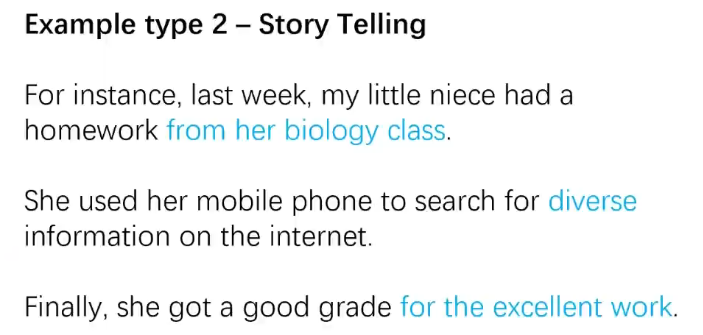 Example type 2 – Story Telling
For instance, last week, my little niece had a
homework from her biology class.
She used her mobile phone to search for diverse
information on the internet.
Finally, she got a good grade for the excellent work.